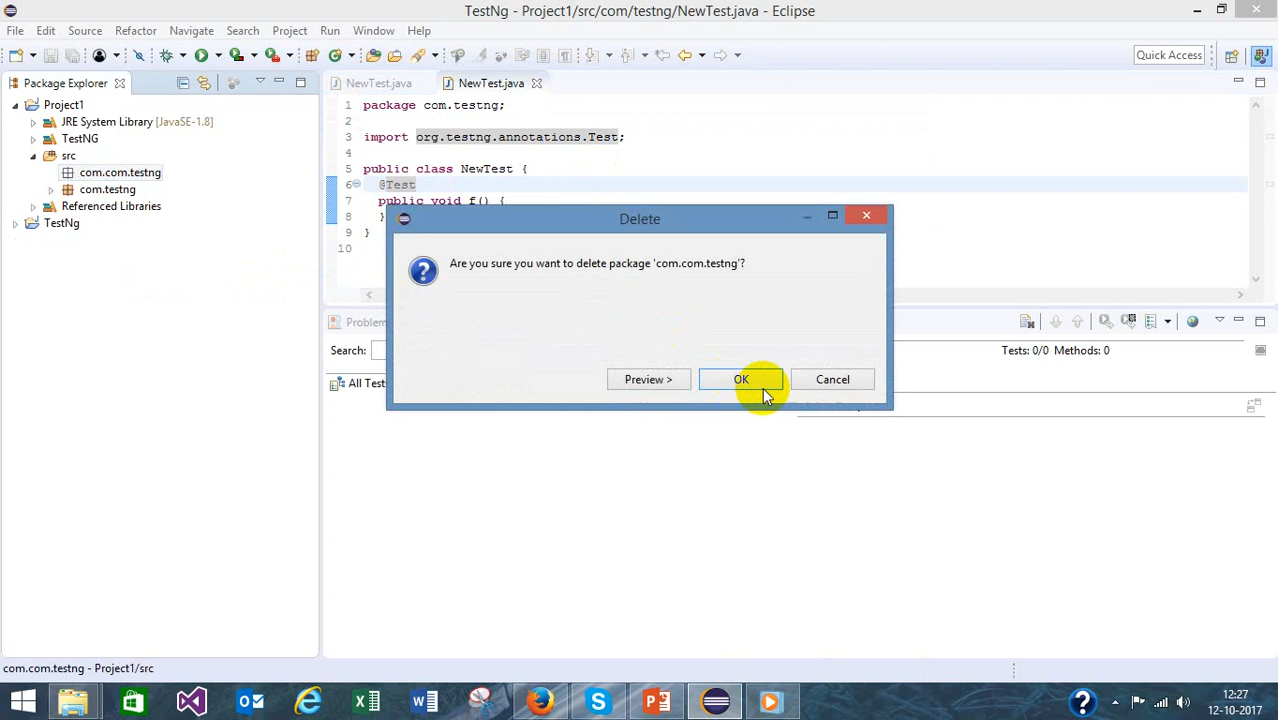 TestNg - Project1/src/com/testng/NewTest.java - Eclipse
File Edit Source Refactor Navigate Search Project Run Window Help
Quick Access
Package Explorer
NewTest.java
NewTest.java
Project1
JRE System Library [JavaSE-1.8]
TestNG
src
com.com.testng
com.testng
Referenced Libraries
TestNg
1 package com.testng;
2
3 import org.testng.annotations.Test;
4
5 public class NewTest {
6 @Test
7 public void f() {
8 }
9 }
10
Delete
Are you sure you want to delete package 'com.com.testng'?
Preview > OK Cancel
Problem
Search:
Tests: 0/0 Methods: 0
All Test
com.com.testng - Project1/src
12:27
12-10-2017